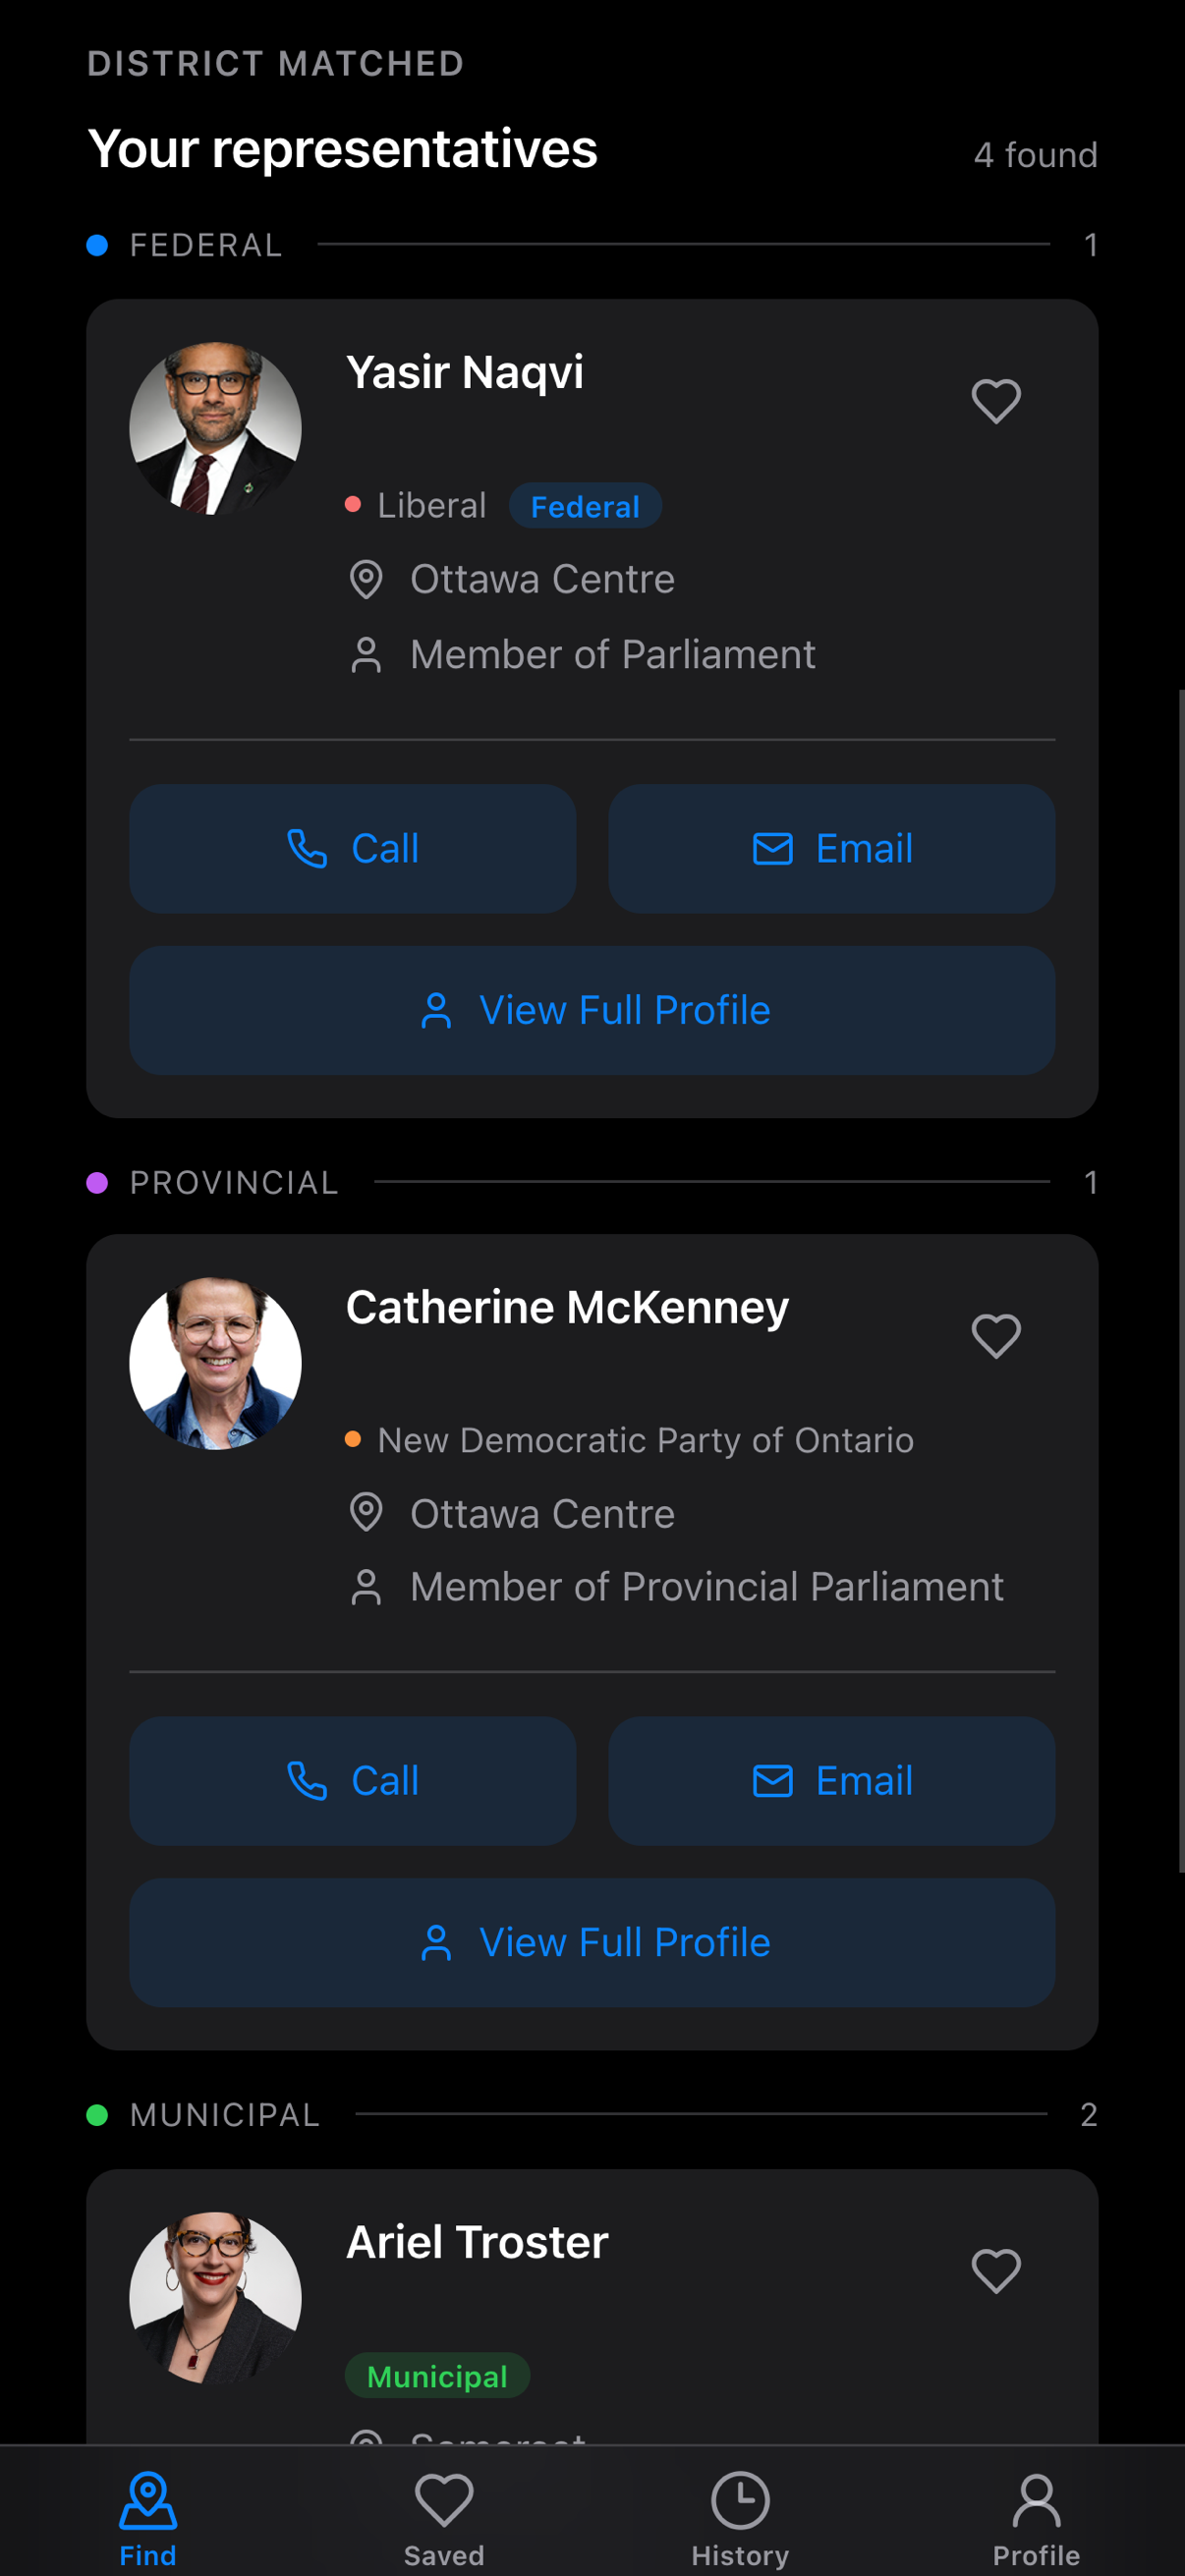 DISTRICT MATCHED
Your representatives
4 found
FEDERAL
1
Yasir Naqvi
Liberal
Federal
Ottawa Centre
Member of Parliament
Call
Email
View Full Profile
PROVINCIAL
1
Catherine McKenney
New Democratic Party of Ontario
Ottawa Centre
Member of Provincial Parliament
Call
Email
View Full Profile
MUNICIPAL
2
Ariel Troster
Municipal
Somerset
Find
Saved
History
Profile